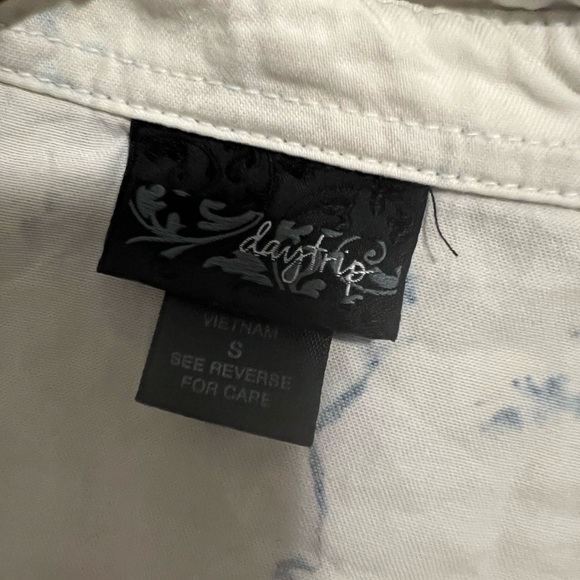 daytrip
VIETNAM
S
SEE REVERSE
FOR CARE